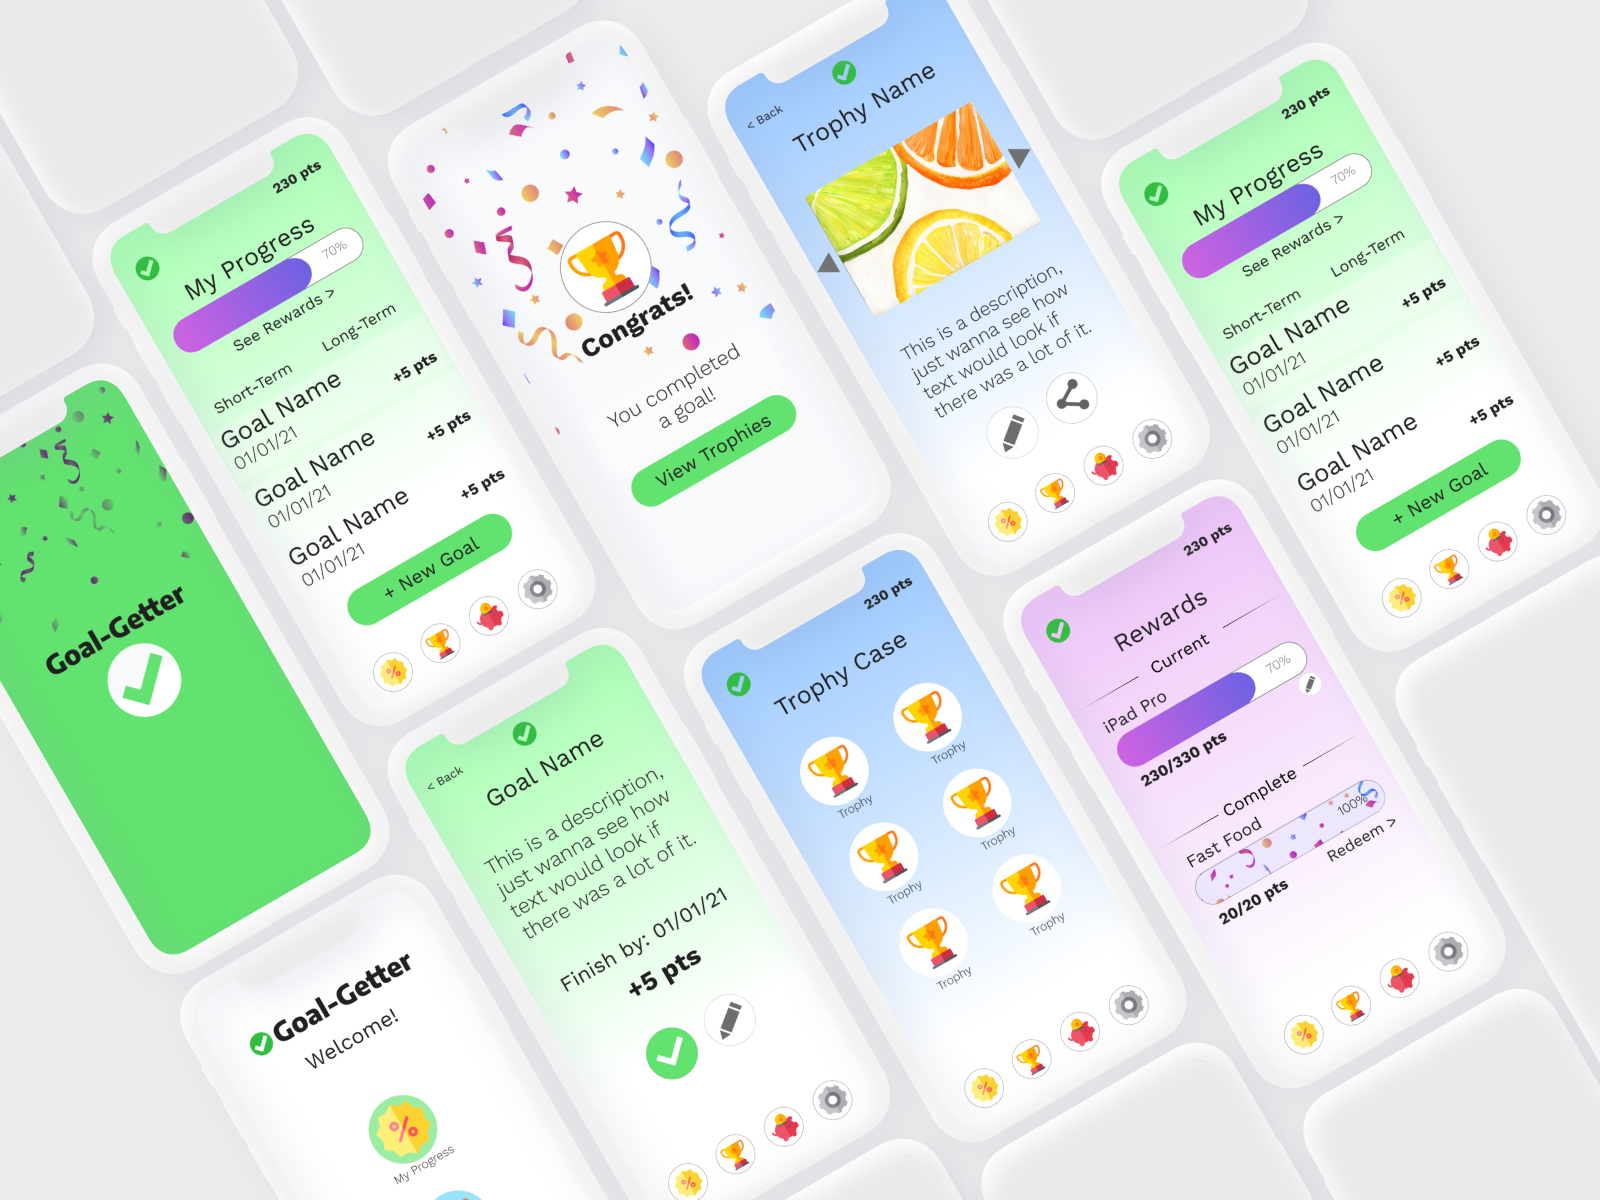 Goal-Getter
230 pts
My Progress
70%
See Rewards >
Short-Term
Long-Term
Goal Name
+5 pts
01/01/21
Goal Name
+5 pts
01/01/21
Goal Name
+5 pts
01/01/21
+ New Goal
Congrats!
You completed
a goal!
View Trophies
< Back
Trophy Name
This is a description,
just wanna see how
text would look if
there was a lot of it.
230 pts
My Progress
70%
See Rewards >
Short-Term
Long-Term
Goal Name
+5 pts
01/01/21
Goal Name
+5 pts
01/01/21
Goal Name
+5 pts
01/01/21
+ New Goal
Goal-Getter
Welcome!
%
My Progress
< Back
Goal Name
This is a description,
just wanna see how
text would look if
there was a lot of it.
Finish by: 01/01/21
+5 pts
230 pts
Trophy Case
Trophy
Trophy
Trophy
Trophy
Trophy
Trophy
230 pts
Rewards
Current
iPad Pro
70%
230/330 pts
Complete
Fast Food
100%
Redeem >
20/20 pts